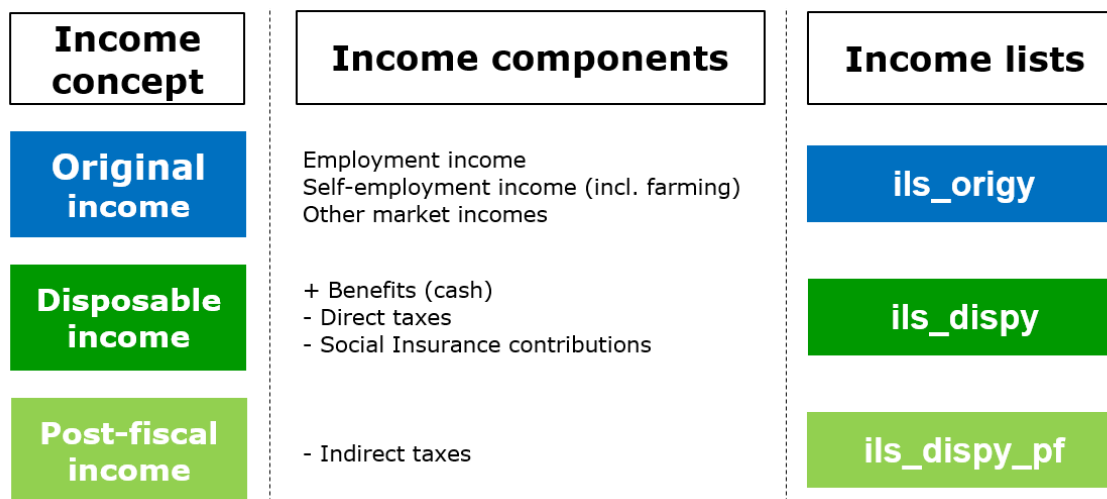 Income
concept
Income components
Income lists
Original
income
Employment income
Self-employment income (incl. farming)
Other market incomes
ils_origy
Disposable
income
+ Benefits (cash)
- Direct taxes
- Social Insurance contributions
ils_dispy
Post-fiscal
income
- Indirect taxes
ils_dispy_pf